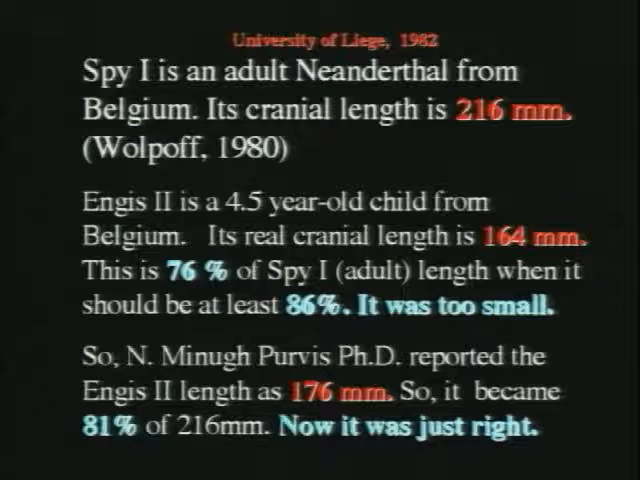 University of Liege, 1982
Spy I is an adult Neanderthal from
Belgium. Its cranial length is 216 mm.
(Wolpoff, 1980)
Engis II is a 4.5 year-old child from
Belgium. Its real cranial length is 164 mm.
This is 76 % of Spy I (adult) length when it
should be at least 86%. It was too small.
So, N. Minugh Purvis Ph.D. reported the
Engis II length as 176 mm. So, it became
81% of 216mm. Now it was just right.